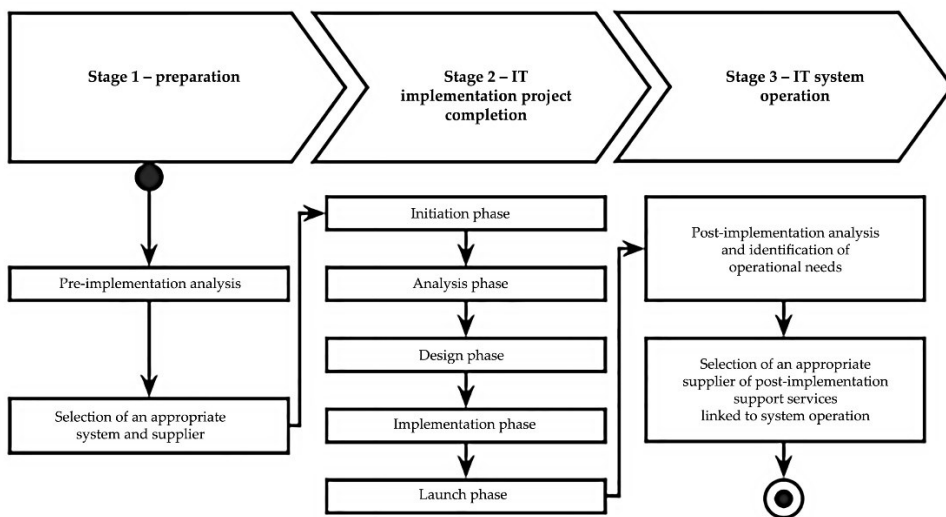 Stage 1 – preparation
Stage 2 – IT
implementation project
completion
Stage 3 – IT system
operation
Pre-implementation analysis
Selection of an appropriate
system and supplier
Initiation phase
Analysis phase
Design phase
Implementation phase
Launch phase
Post-implementation analysis
and identification of
operational needs
Selection of an appropriate
supplier of post-implementation
support services
linked to system operation